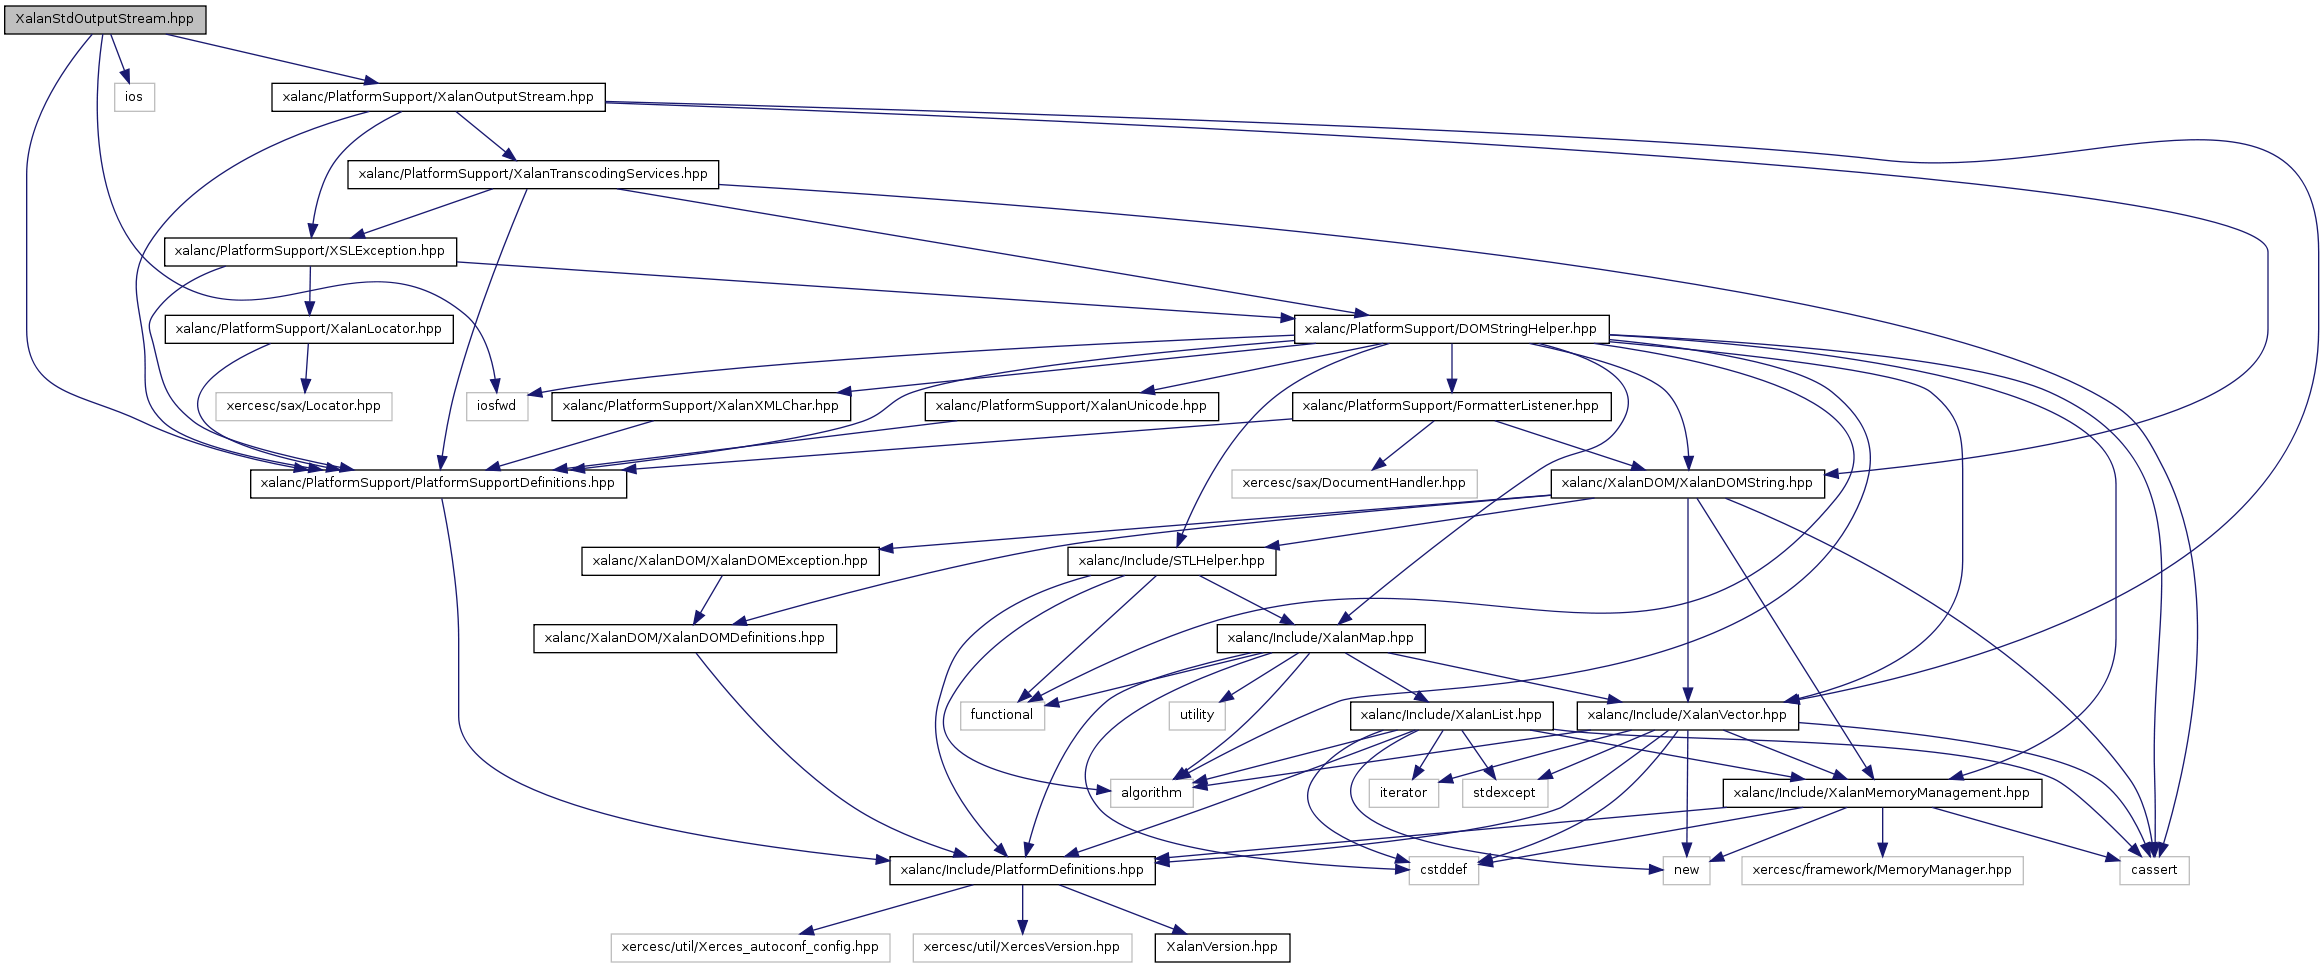 XalanStdOutputStream.hpp
ios
xalanc/PlatformSupport/XalanOutputStream.hpp
xalanc/PlatformSupport/XalanTranscodingServices.hpp
xalanc/PlatformSupport/XSLException.hpp
xalanc/PlatformSupport/XalanLocator.hpp
xalanc/PlatformSupport/DOMStringHelper.hpp
xercesc/sax/Locator.hpp
iosfwd
xalanc/PlatformSupport/XalanXMLChar.hpp
xalanc/PlatformSupport/XalanUnicode.hpp
xalanc/PlatformSupport/FormatterListener.hpp
xalanc/PlatformSupport/PlatformSupportDefinitions.hpp
xercesc/sax/DocumentHandler.hpp
xalanc/XalanDOM/XalanDOMString.hpp
xalanc/XalanDOM/XalanDOMException.hpp
xalanc/Include/STLHelper.hpp
xalanc/XalanDOM/XalanDOMDefinitions.hpp
xalanc/Include/XalanMap.hpp
functional
utility
xalanc/Include/XalanList.hpp
xalanc/Include/XalanVector.hpp
algorithm
iterator
stdexcept
xalanc/Include/XalanMemoryManagement.hpp
xalanc/Include/PlatformDefinitions.hpp
cstddef
new
xercesc/framework/MemoryManager.hpp
cassert
xercesc/util/Xerces_autoconf_config.hpp
xercesc/util/XercesVersion.hpp
XalanVersion.hpp